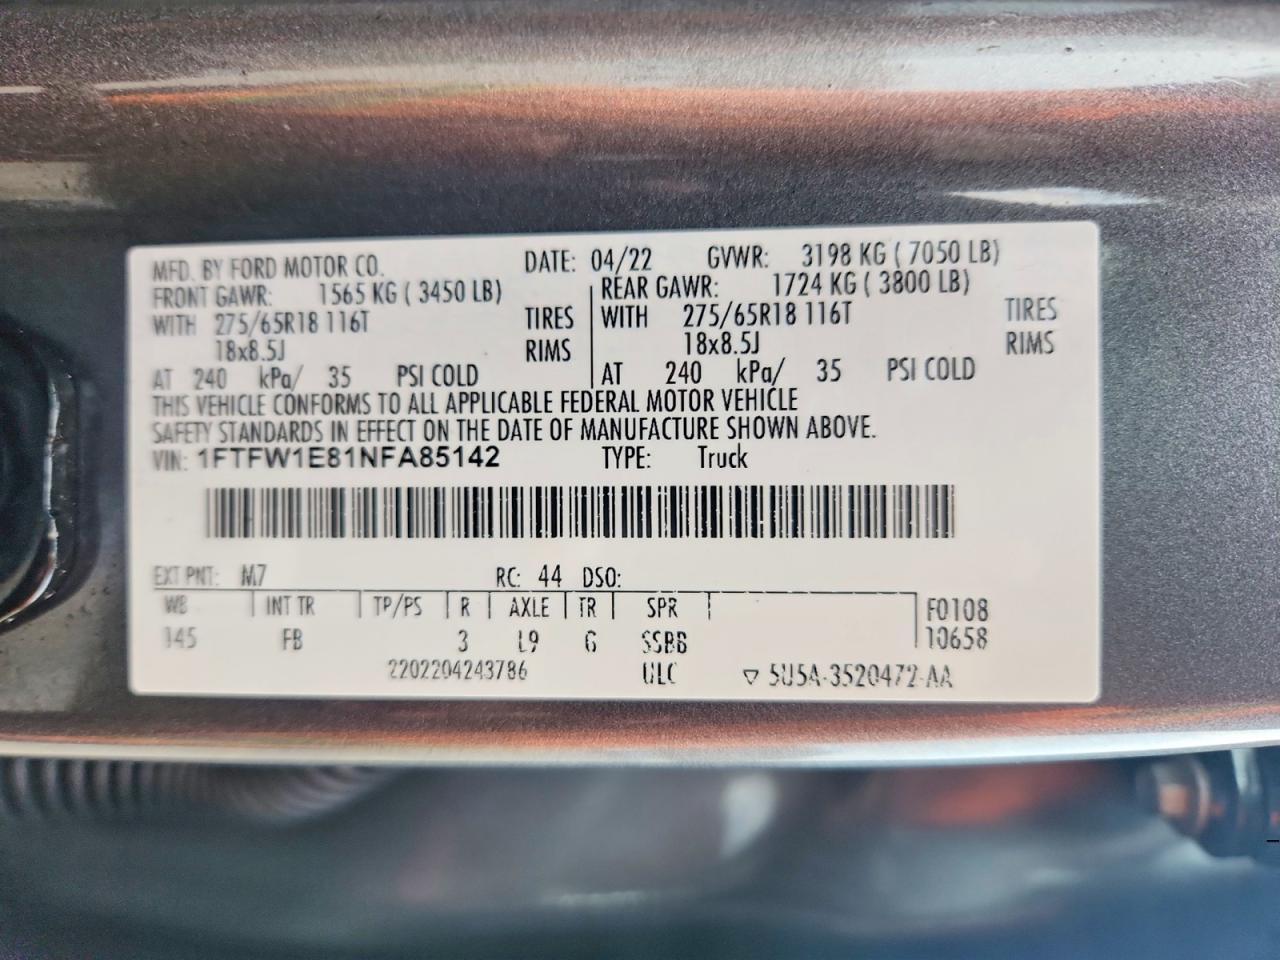 MFD. BY FORD MOTOR CO. DATE: 04/22 GVWR: 3198 KG ( 7050 LB)
FRONT GAWR: 1565 KG ( 3450 LB) REAR GAWR: 1724 KG ( 3800 LB)
WITH 275/65R18 116T TIRES WITH 275/65R18 116T TIRES
18x8.5J RIMS 18x8.5J RIMS
AT 240 kPa/ 35 PSI COLD AT 240 kPa/ 35 PSI COLD
THIS VEHICLE CONFORMS TO ALL APPLICABLE FEDERAL MOTOR VEHICLE
SAFETY STANDARDS IN EFFECT ON THE DATE OF MANUFACTURE SHOWN ABOVE.
VIN: 1FTFW1E81NFA85142 TYPE: Truck
EXT PNT: M7 RC: 44 DSO:
WB INT TR TP/PS R AXLE TR SPR F0108
145 FB 3 L9 G SSBB 10658
2202204243786 ULC ▽ 5U5A-3520472-AA